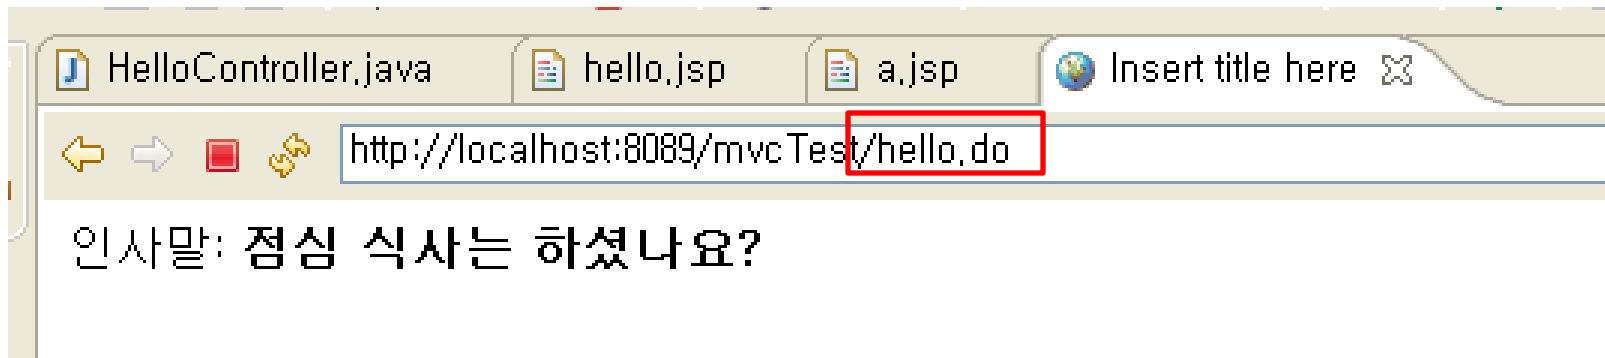 HelloController.java hello.jsp a.jsp Insert title here
http://localhost:8089/mvcTest/hello.do
인사말: 점심 식사는 하셨나요?